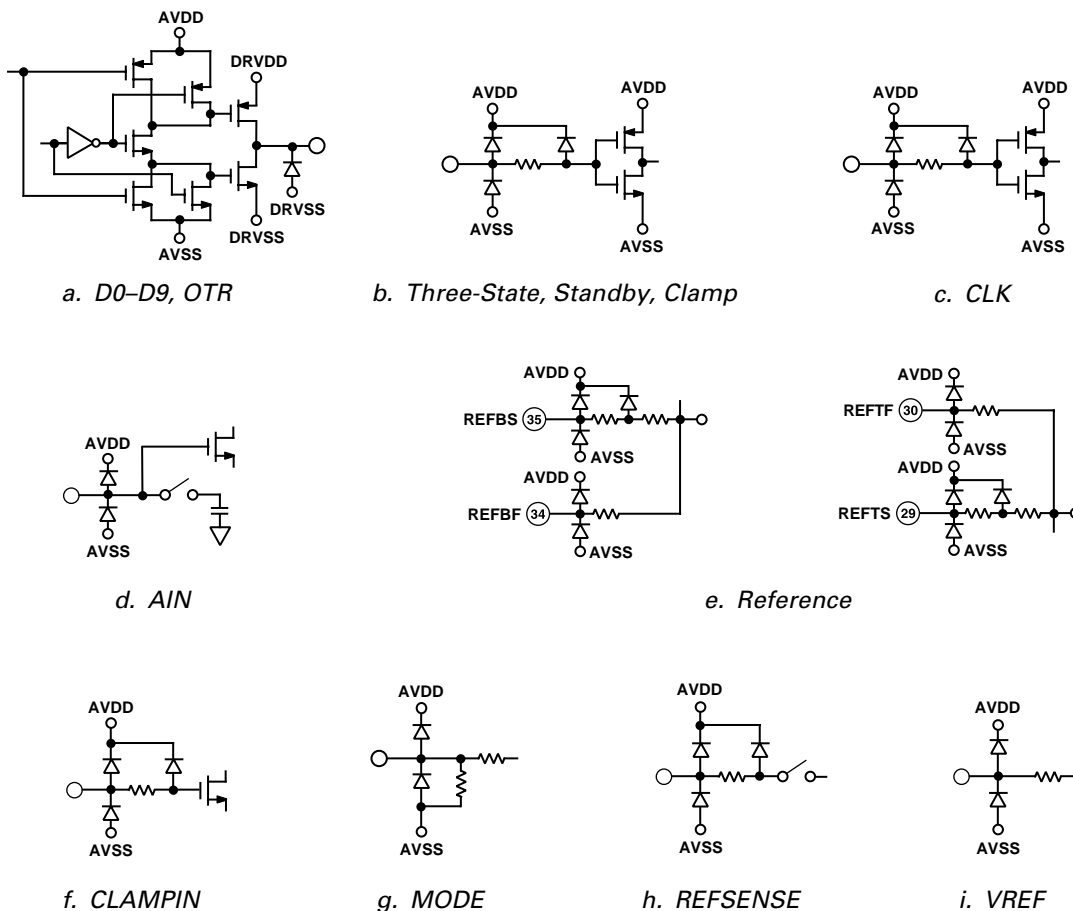 AVDD
DRVDD
DRVSS
AVSS
DRVSS
a. D0–D9, OTR
AVDD
AVDD
AVSS
AVSS
b. Three-State, Standby, Clamp
AVDD
AVDD
AVSS
AVSS
c. CLK
AVDD
AVSS
d. AIN
AVDD
REFBS 35
AVSS
AVDD
REFBF 34
AVSS
AVDD
REFTF 30
AVSS
AVDD
REFTS 29
AVSS
e. Reference
AVDD
AVSS
f. CLAMPIN
AVDD
AVSS
g. MODE
AVDD
AVSS
h. REFSENSE
AVDD
AVSS
i. VREF